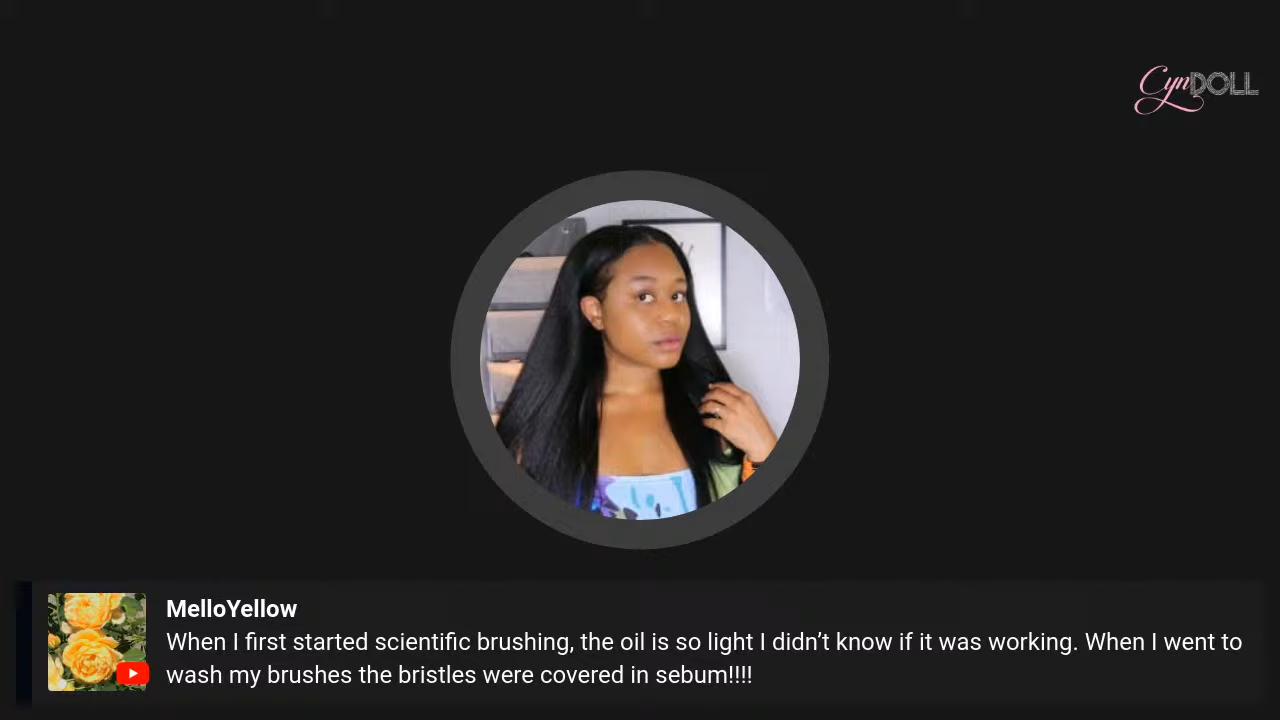 CynDOLL
MelloYellow
When I first started scientific brushing, the oil is so light I didn’t know if it was working. When I went to
wash my brushes the bristles were covered in sebum!!!!